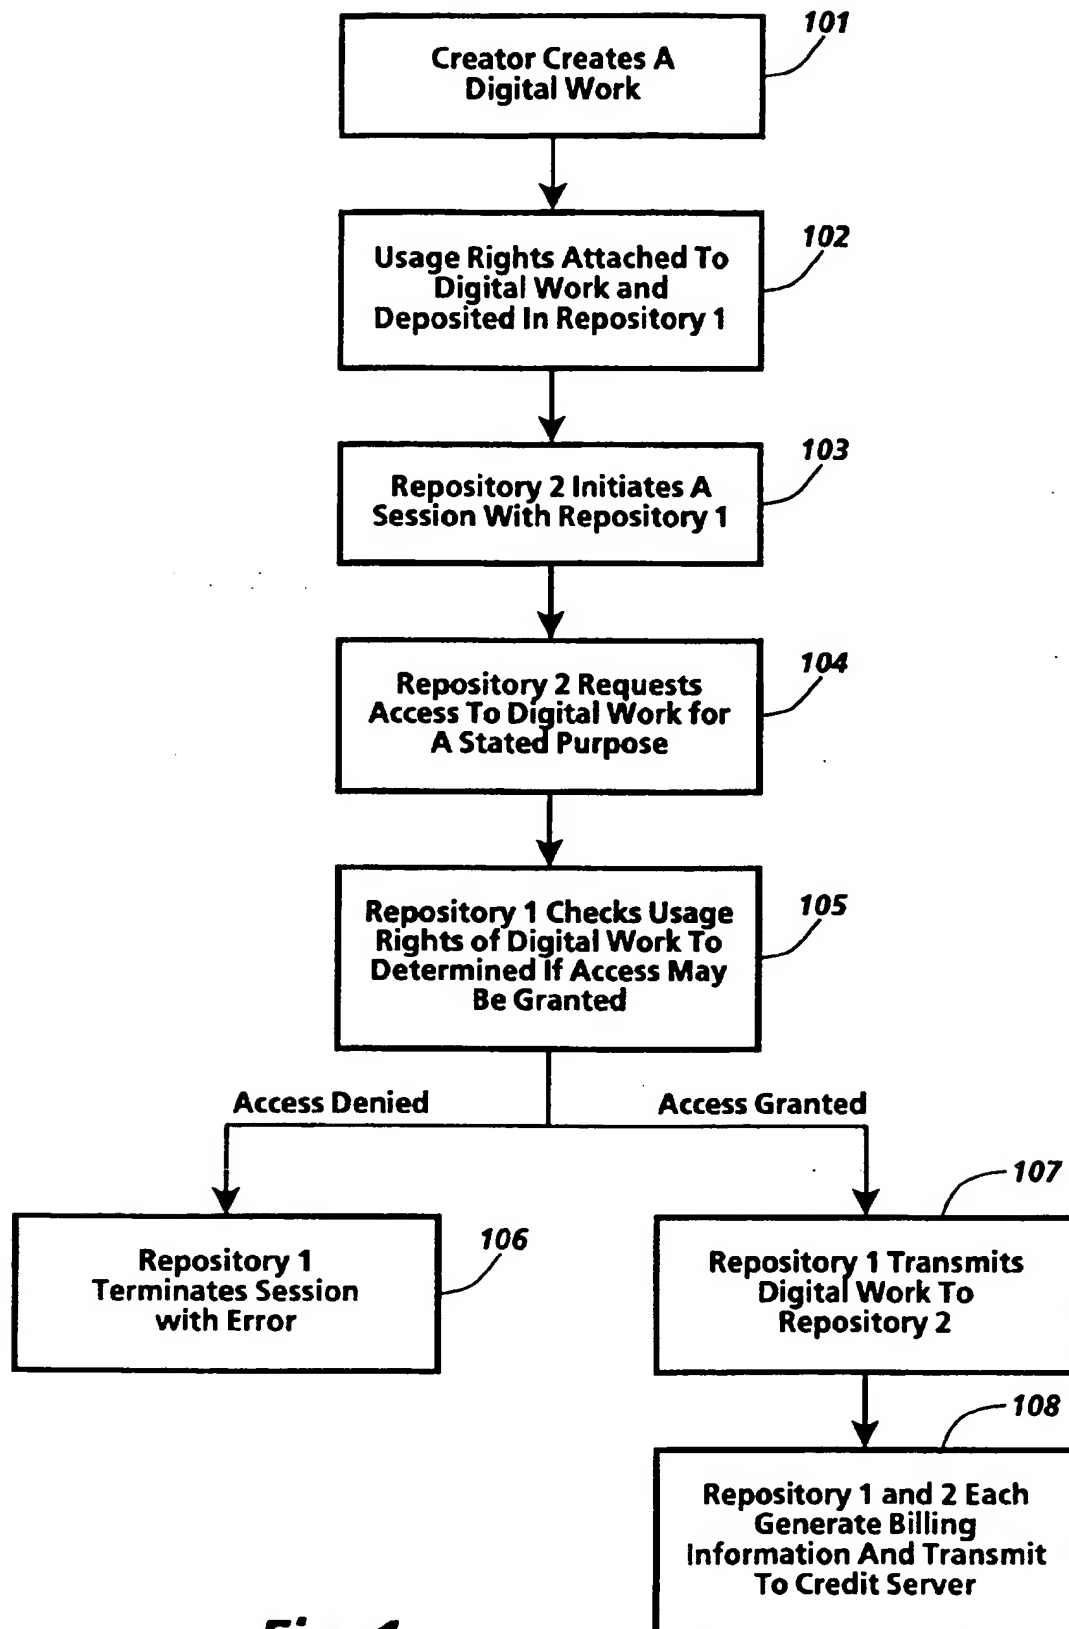 101
Creator Creates A
Digital Work
102
Usage Rights Attached To
Digital Work and
Deposited In Repository 1
103
Repository 2 Initiates A
Session With Repository 1
104
Repository 2 Requests
Access To Digital Work for
A Stated Purpose
105
Repository 1 Checks Usage
Rights of Digital Work To
Determined If Access May
Be Granted
Access Denied
Access Granted
106
Repository 1
Terminates Session
with Error
107
Repository 1 Transmits
Digital Work To
Repository 2
108
Repository 1 and 2 Each
Generate Billing
Information And Transmit
To Credit Server